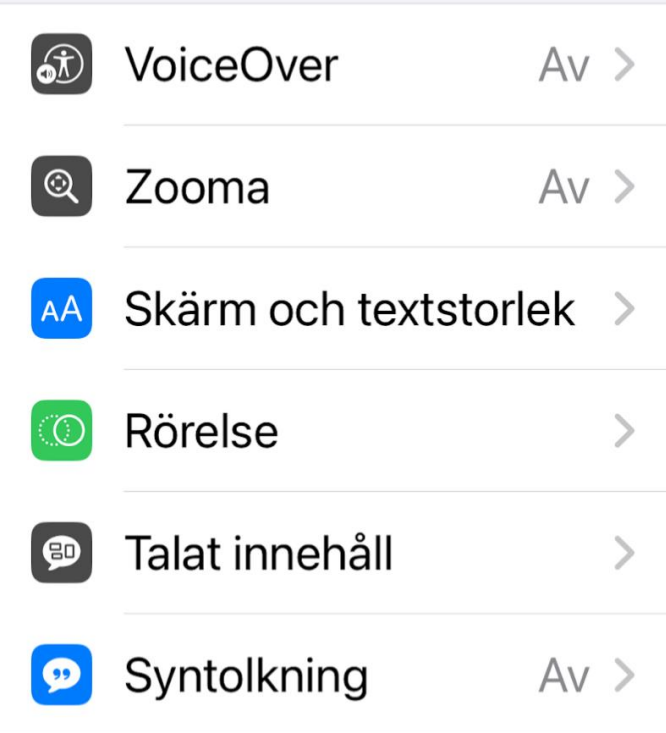 VoiceOver Av
Zooma Av
AA Skärm och textstorlek
Rörelse
Talat innehåll
Syntolkning Av